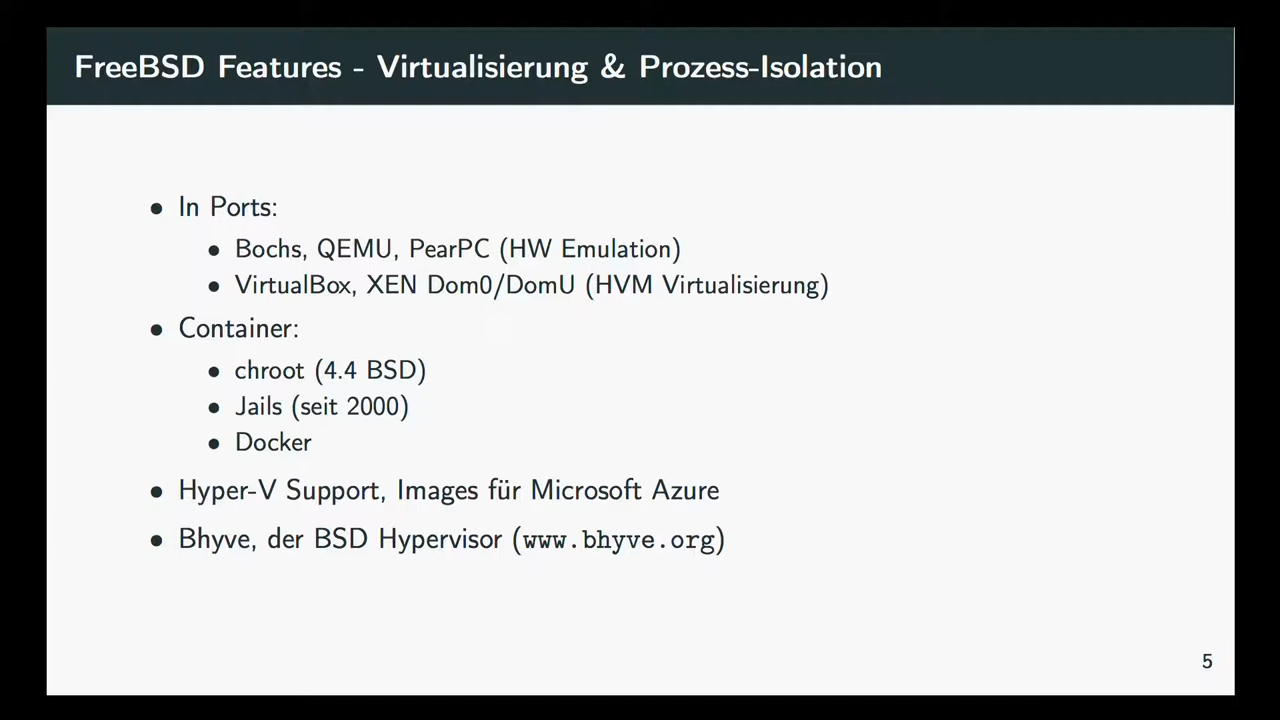 FreeBSD Features - Virtualisierung & Prozess-Isolation
• In Ports:
• Bochs, QEMU, PearPC (HW Emulation)
• VirtualBox, XEN Dom0/DomU (HVM Virtualisierung)
• Container:
• chroot (4.4 BSD)
• Jails (seit 2000)
• Docker
• Hyper-V Support, Images für Microsoft Azure
• Bhyve, der BSD Hypervisor (www.bhyve.org)
5